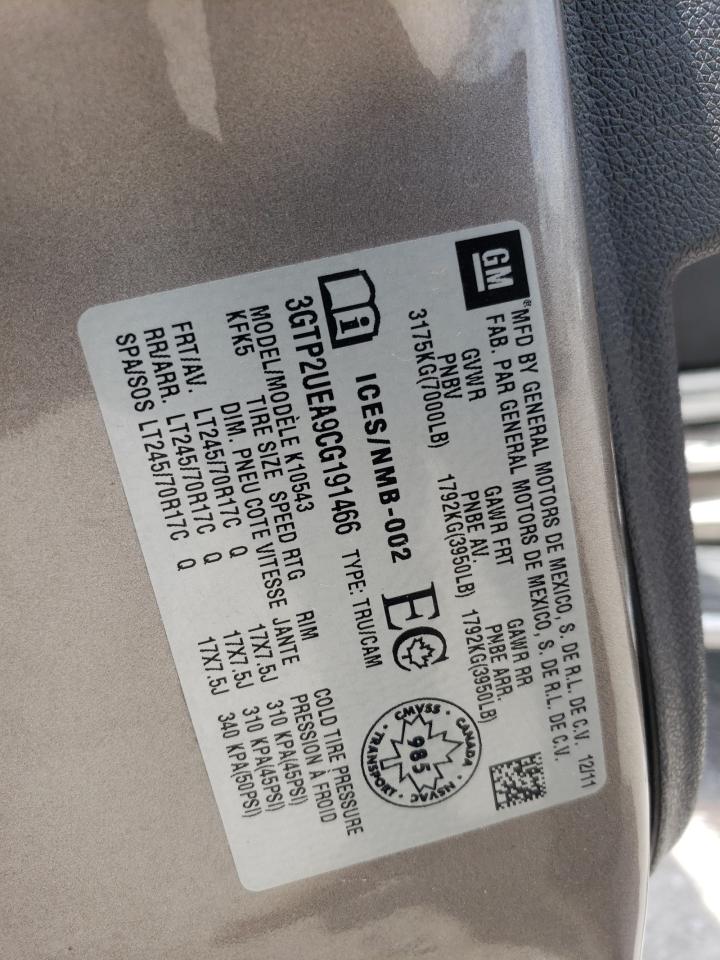 GM
®MFD BY GENERAL MOTORS DE MEXICO, S. DE R.L. DE C.V. 12/11
FAB. PAR GENERAL MOTORS DE MEXICO, S. DE R.L. DE C.V.
GVWR GAWR FRT GAWR RR
PNBV PNBE AV. PNBE ARR.
3175KG(7000LB) 1792KG(3950LB) 1792KG(3950LB)
i ICES/NMB-002 EC
CMVSS · CANADA · NSVAC · TRANSPORT ·
985
3GTP2UEA9CG191466 TYPE: TRU/CAM
MODEL/MODÈLE K10543
KFK5 TIRE SIZE SPEED RTG RIM COLD TIRE PRESSURE
DIM. PNEU COTE VITESSE JANTE PRESSION À FROID
FRT/AV. LT245/70R17C Q 17X7.5J 310 KPA(45PSI)
RR/ARR. LT245/70R17C Q 17X7.5J 310 KPA(45PSI)
SPA/SOS LT245/70R17C Q 17X7.5J 340 KPA(50PSI)